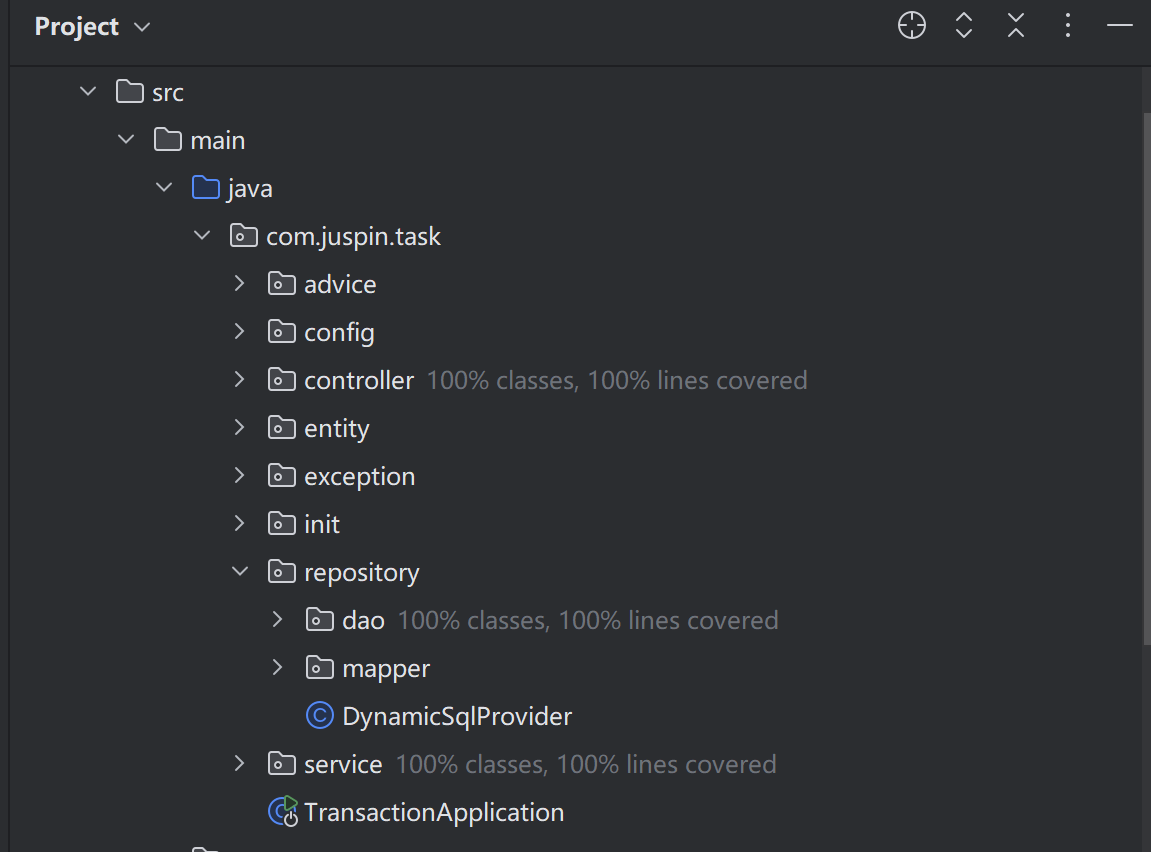 Project
src
main
java
com.juspin.task
advice
config
controller 100% classes, 100% lines covered
entity
exception
init
repository
dao 100% classes, 100% lines covered
mapper
DynamicSqlProvider
service 100% classes, 100% lines covered
TransactionApplication